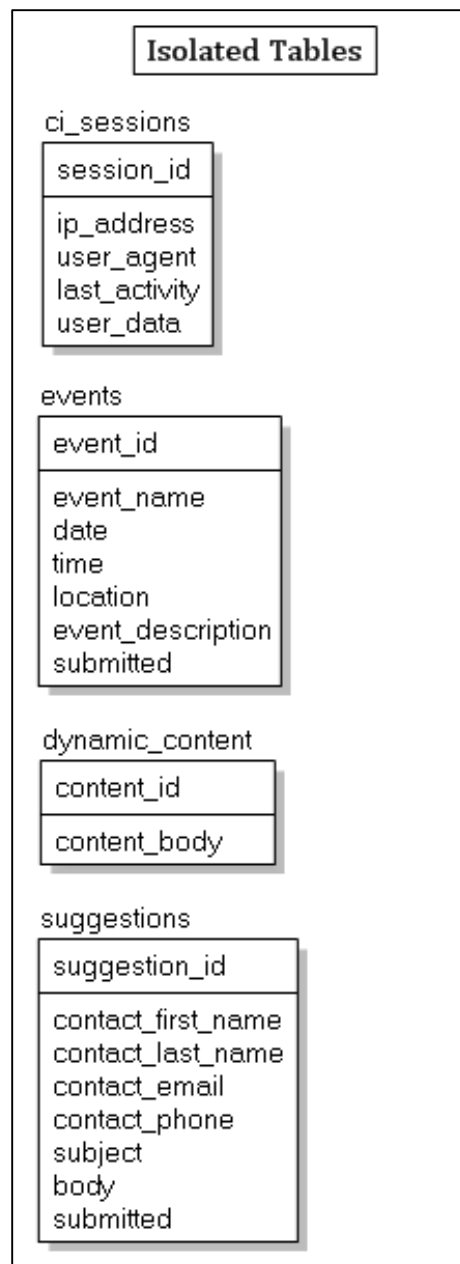 Isolated Tables
ci_sessions
session_id
ip_address
user_agent
last_activity
user_data
events
event_id
event_name
date
time
location
event_description
submitted
dynamic_content
content_id
content_body
suggestions
suggestion_id
contact_first_name
contact_last_name
contact_email
contact_phone
subject
body
submitted